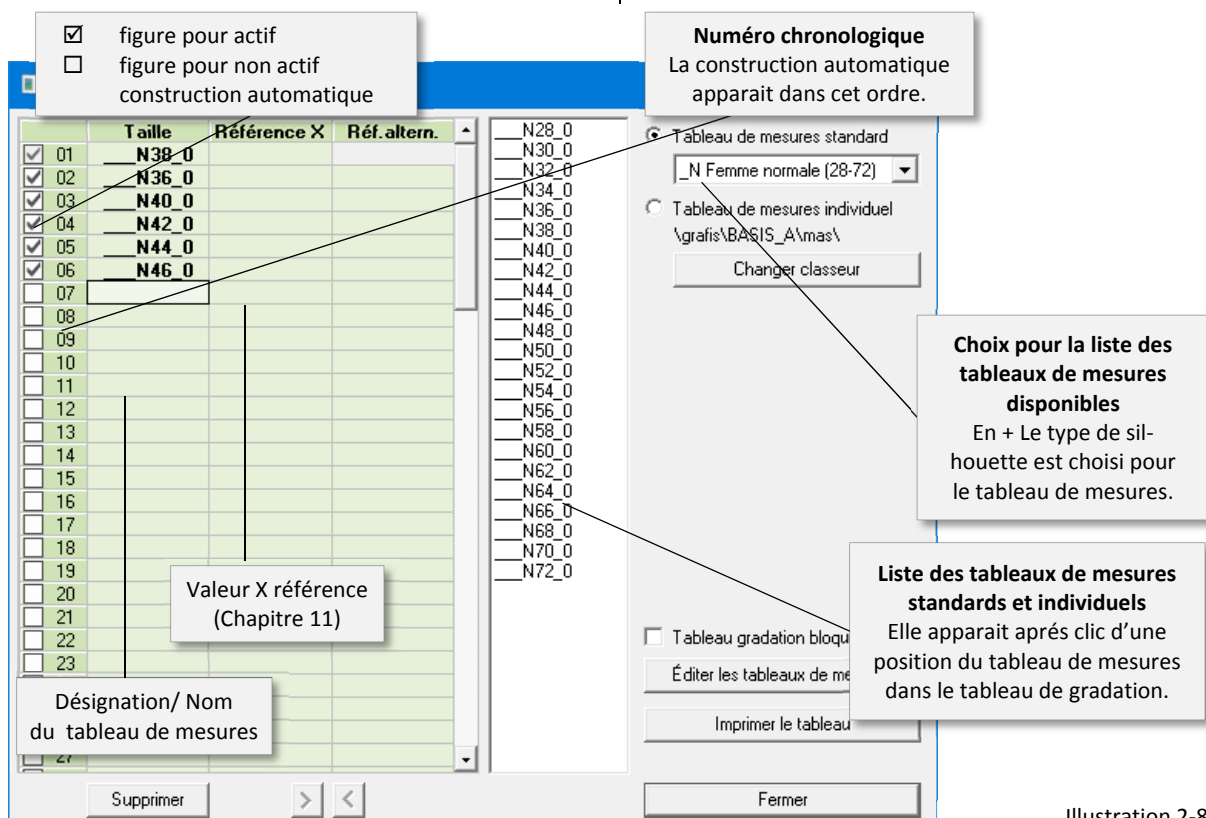 ☑ figure pour actif
☐ figure pour non actif
construction automatique
Numéro chronologique
La construction automatique
apparait dans cet ordre.
Taille Référence X Réf.altern.
01 ___N38_0
02 ___N36_0
03 ___N40_0
04 ___N42_0
05 ___N44_0
06 ___N46_0
07
08
09
10
11
12
13
14
15
16
17
18
19
20
21
22
23
27
___N28_0
___N30_0
___N32_0
___N34_0
___N36_0
___N38_0
___N40_0
___N42_0
___N44_0
___N46_0
___N48_0
___N50_0
___N52_0
___N54_0
___N56_0
___N58_0
___N60_0
___N62_0
___N64_0
___N66_0
___N68_0
___N70_0
___N72_0
Tableau de mesures standard
_N Femme normale (28-72)
Tableau de mesures individuel
\grafis\BASIS_A\mas\
Changer classeur
Choix pour la liste des
tableaux de mesures
disponibles
En + Le type de sil-
houette est choisi pour
le tableau de mesures.
Valeur X référence
(Chapitre 11)
Liste des tableaux de mesures
standards et individuels
Elle apparait aprés clic d’une
position du tableau de mesures
dans le tableau de gradation.
Désignation/ Nom
du tableau de mesures
Tableau gradation bloqu
Éditer les tableaux de me
Imprimer le tableau
Supprimer > < Fermer
Illustration 2-8